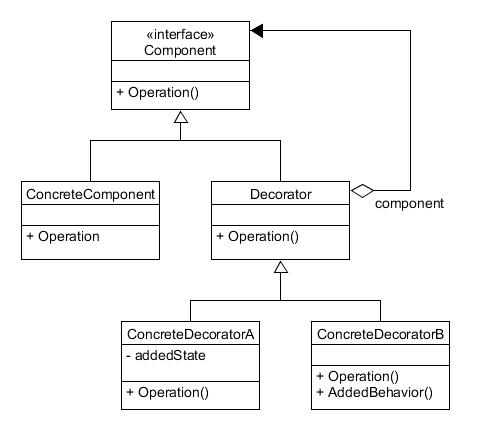 «interface»
Component
+ Operation()
ConcreteComponent
+ Operation
Decorator
+ Operation()
component
ConcreteDecoratorA
- addedState
+ Operation()
ConcreteDecoratorB
+ Operation()
+ AddedBehavior()